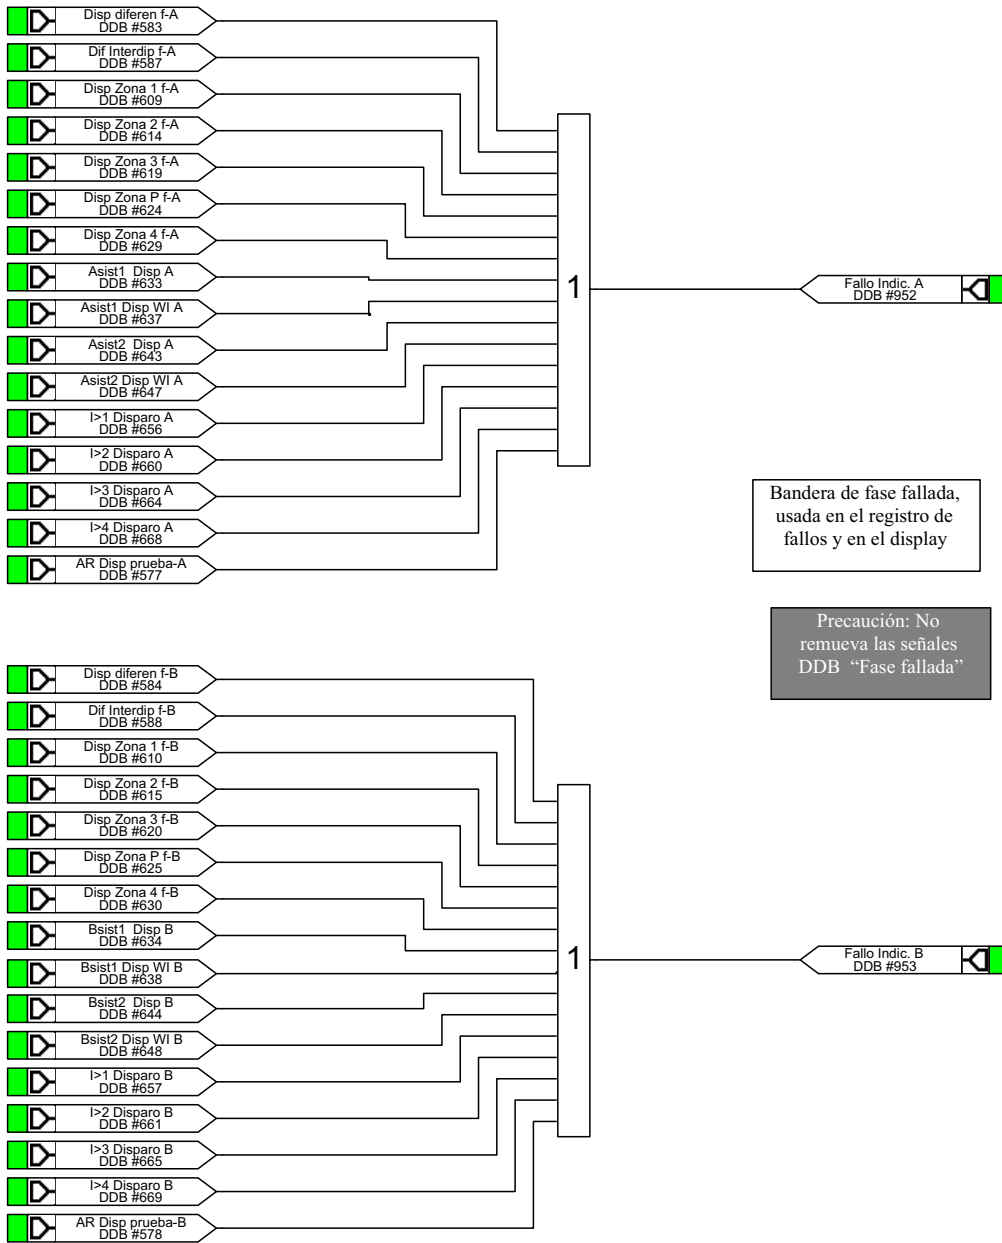 Disp diferen f-A
DDB #583
Dif Interdip f-A
DDB #587
Disp Zona 1 f-A
DDB #609
Disp Zona 2 f-A
DDB #614
Disp Zona 3 f-A
DDB #619
Disp Zona P f-A
DDB #624
Disp Zona 4 f-A
DDB #629
Asist1 Disp A
DDB #633
Asist1 Disp WI A
DDB #637
Asist2 Disp A
DDB #643
Asist2 Disp WI A
DDB #647
I>1 Disparo A
DDB #656
I>2 Disparo A
DDB #660
I>3 Disparo A
DDB #664
I>4 Disparo A
DDB #668
AR Disp prueba-A
DDB #577
1
Fallo Indic. A
DDB #952
Bandera de fase fallada,
usada en el registro de
fallos y en el display
Precaución: No
remueva las señales
DDB “Fase fallada”
Disp diferen f-B
DDB #584
Dif Interdip f-B
DDB #588
Disp Zona 1 f-B
DDB #610
Disp Zona 2 f-B
DDB #615
Disp Zona 3 f-B
DDB #620
Disp Zona P f-B
DDB #625
Disp Zona 4 f-B
DDB #630
Bsist1 Disp B
DDB #634
Bsist1 Disp WI B
DDB #638
Bsist2 Disp B
DDB #644
Bsist2 Disp WI B
DDB #648
I>1 Disparo B
DDB #657
I>2 Disparo B
DDB #661
I>3 Disparo B
DDB #665
I>4 Disparo B
DDB #669
AR Disp prueba-B
DDB #578
1
Fallo Indic. B
DDB #953